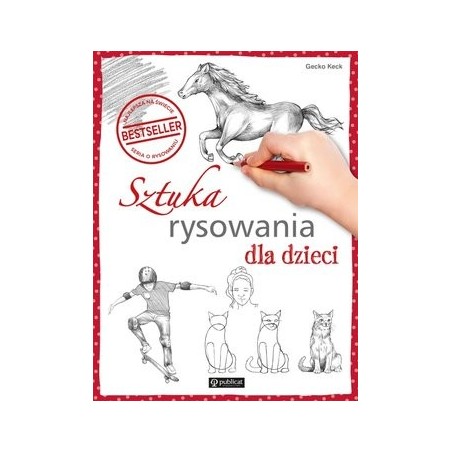 Gecko Keck
NAJLEPSZA NA ŚWIECIE
BESTSELLER
SERIA O RYSOWANIU
Sztuka
rysowania
dla dzieci
publicat